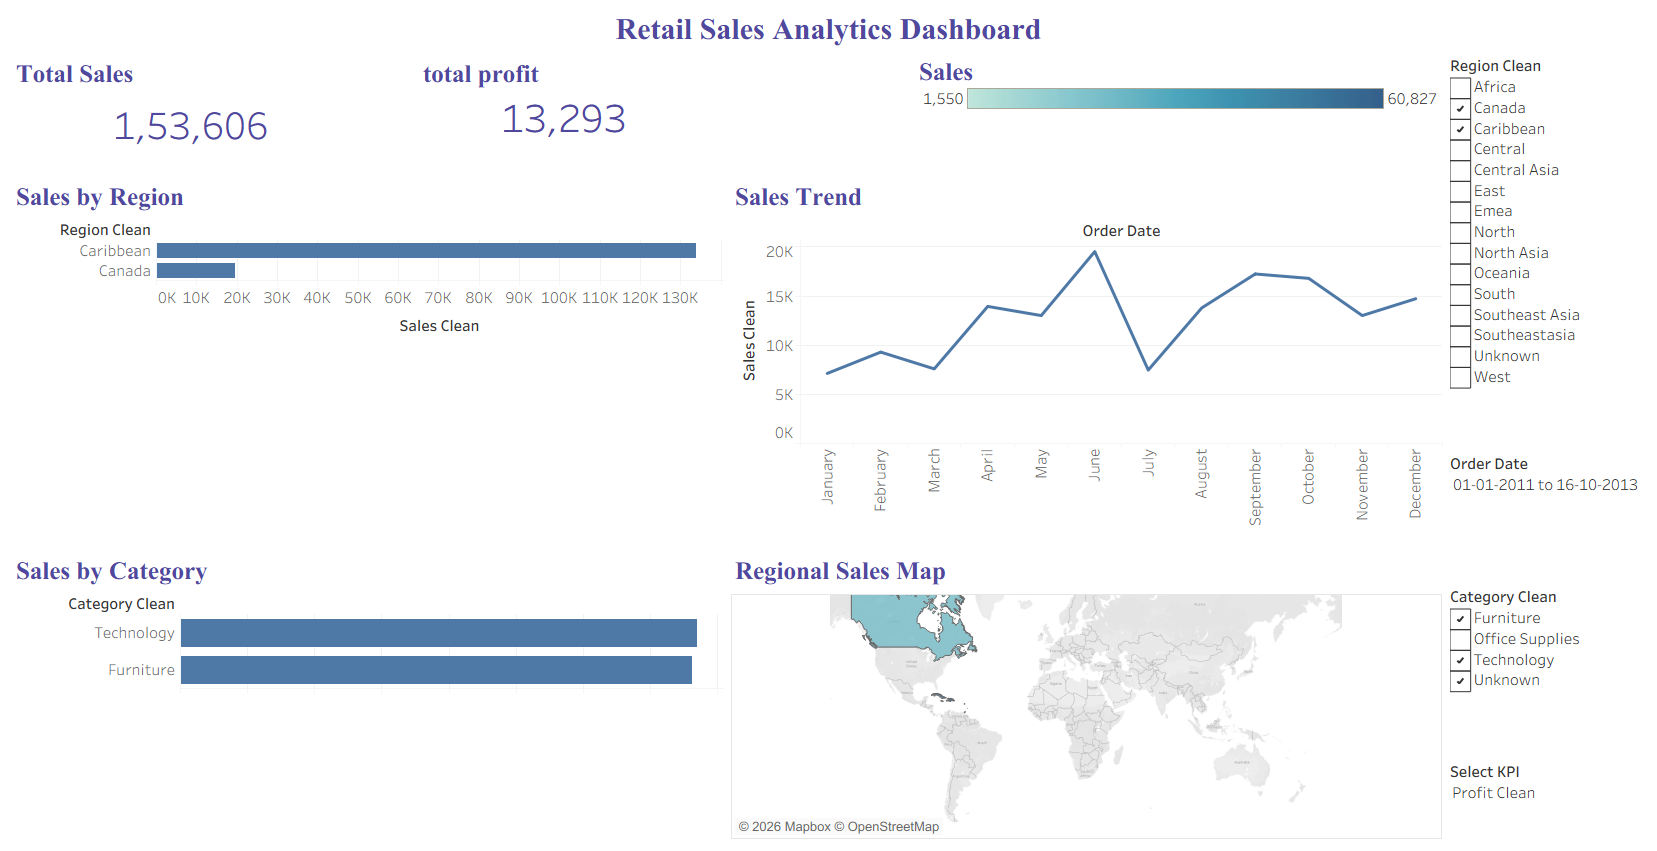 Retail Sales Analytics Dashboard
Total Sales
1,53,606
total profit
13,293
Sales
1,550
60,827
Region Clean
Africa
Canada
Caribbean
Central
Central Asia
East
Emea
North
North Asia
Oceania
South
Southeast Asia
Southeastasia
Unknown
West
Sales by Region
Region Clean
Caribbean
Canada
0K 10K 20K 30K 40K 50K 60K 70K 80K 90K 100K 110K 120K 130K
Sales Clean
Sales Trend
Order Date
20K
15K
10K
5K
0K
Sales Clean
January
February
March
April
May
June
July
August
September
October
November
December
Order Date
01-01-2011 to 16-10-2013
Sales by Category
Category Clean
Technology
Furniture
Regional Sales Map
© 2026 Mapbox © OpenStreetMap
Category Clean
Furniture
Office Supplies
Technology
Unknown
Select KPI
Profit Clean